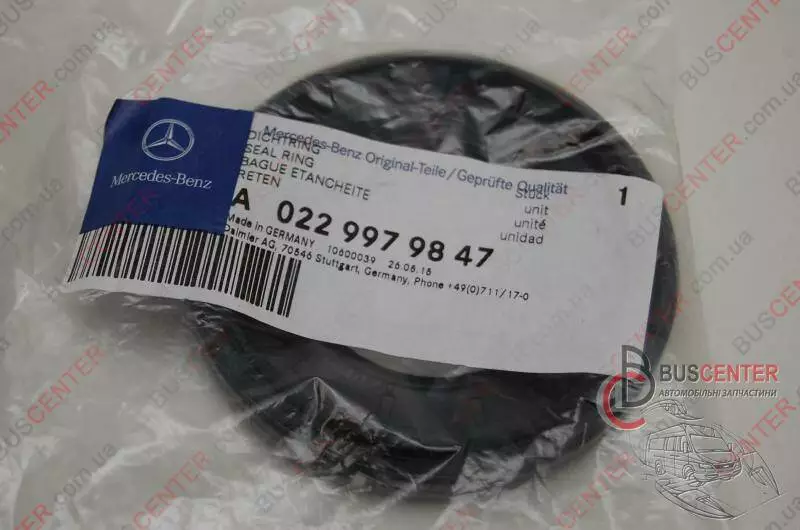 Mercedes-Benz
Mercedes-Benz Original-Teile/Geprüfte Qualität
DICHTRING
SEAL RING
BAGUE ETANCHEITE
RETEN
Stück
unit
unité
unidad
1
A 022 997 98 47
Made in GERMANY 10600039 26.06.15
Daimler AG, 70546 Stuttgart, Germany, Phone +49(0)711/17-0
BUSCENTER
АВТОМОБІЛЬНІ ЗАПЧАСТИНИ
BUSCENTER.com.ua